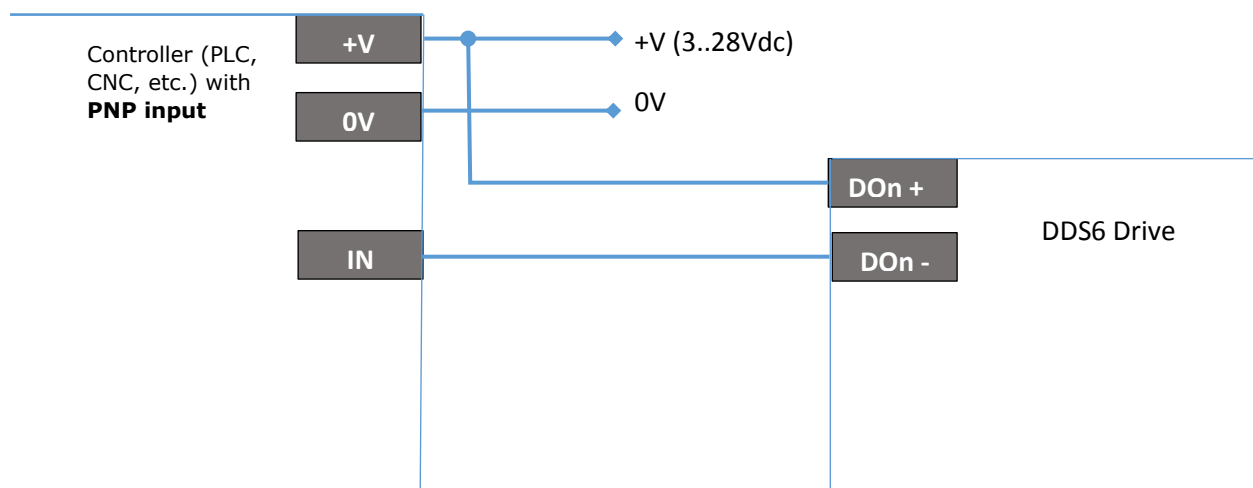 Controller (PLC,
CNC, etc.) with
PNP input
+V
0V
IN
+V (3..28Vdc)
0V
DOn +
DOn -
DDS6 Drive